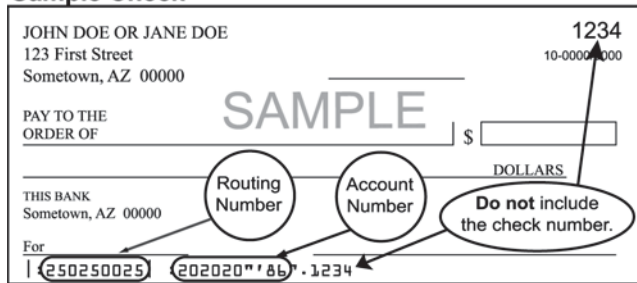 JOHN DOE OR JANE DOE
1234
123 First Street
Sometown, AZ 00000
PAY TO THE
ORDER OF
SAMPLE
$
DOLLARS
THIS BANK
Sometown, AZ 00000
Routing
Number
Account
Number
Do not include
the check number.
For
|:250250025| :202020"'86".1234